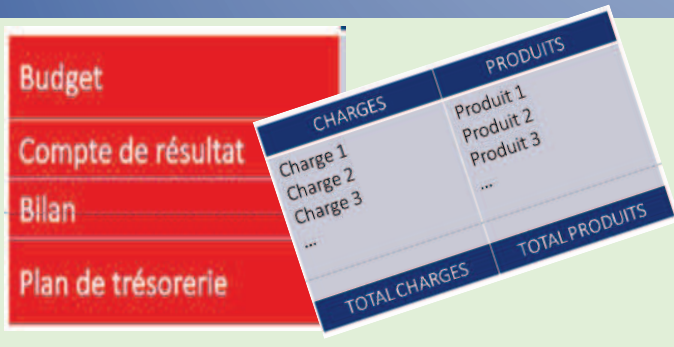 Budget
Compte de résultat
Bilan
Plan de trésorerie
CHARGES PRODUITS
Charge 1 Produit 1
Charge 2 Produit 2
Charge 3 Produit 3
... ...
TOTAL CHARGES TOTAL PRODUITS